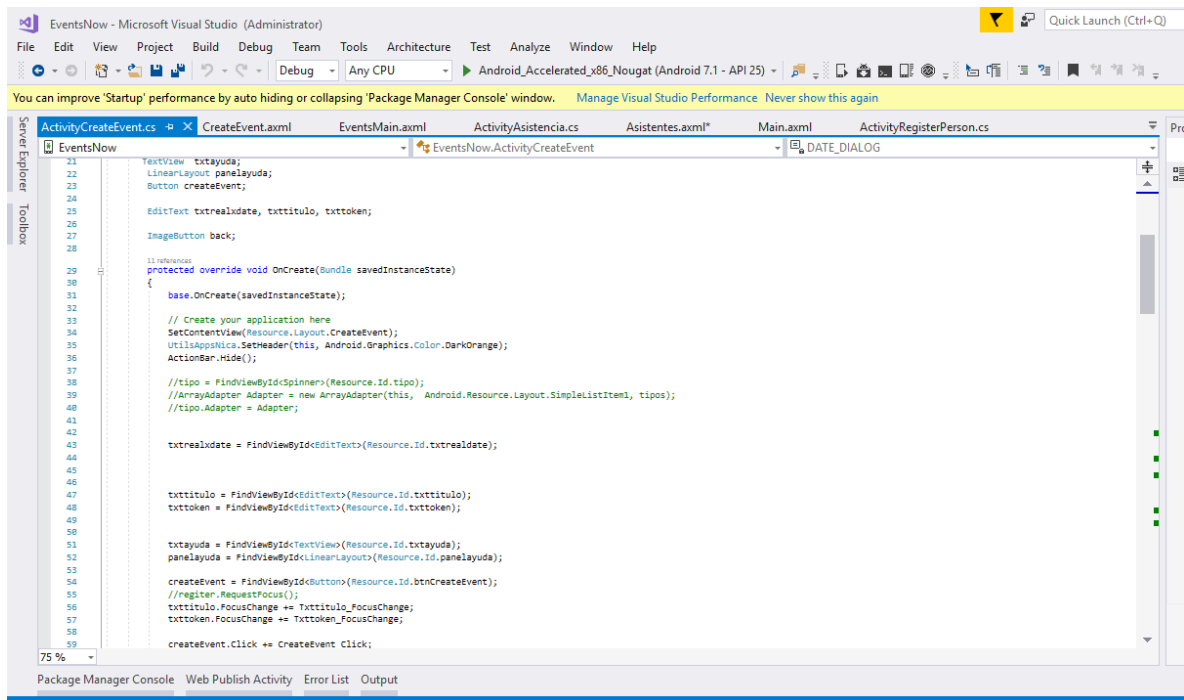 EventsNow - Microsoft Visual Studio (Administrator)
Quick Launch (Ctrl+Q)
File Edit View Project Build Debug Team Tools Architecture Test Analyze Window Help
Debug Any CPU Android_Accelerated_x86_Nougat (Android 7.1 - API 25)
You can improve 'Startup' performance by auto hiding or collapsing 'Package Manager Console' window. Manage Visual Studio Performance Never show this again
Server Explorer
Toolbox
ActivityCreateEvent.cs CreateEvent.axml EventsMain.axml ActivityAsistencia.cs Asistentes.axml* Main.axml ActivityRegisterPerson.cs
EventsNow EventsNow.ActivityCreateEvent DATE_DIALOG
21 TextView txtayuda;
22 LinearLayout panelayuda;
23 Button createEvent;
24
25 EditText txtrealxdate, txttitulo, txttoken;
26
27 ImageButton back;
28
11 references
29 protected override void OnCreate(Bundle savedInstanceState)
30 {
31 base.OnCreate(savedInstanceState);
32
33 // Create your application here
34 SetContentView(Resource.Layout.CreateEvent);
35 UtilsAppsNica.SetHeader(this, Android.Graphics.Color.DarkOrange);
36 ActionBar.Hide();
37
38 //tipo = FindViewById<Spinner>(Resource.Id.tipo);
39 //ArrayAdapter Adapter = new ArrayAdapter(this, Android.Resource.Layout.SimpleListItem1, tipos);
40 //tipo.Adapter = Adapter;
41
42
43 txtrealxdate = FindViewById<EditText>(Resource.Id.txtrealdate);
44
45
46
47 txttitulo = FindViewById<EditText>(Resource.Id.txttitulo);
48 txttoken = FindViewById<EditText>(Resource.Id.txttoken);
49
50
51 txtayuda = FindViewById<TextView>(Resource.Id.txtayuda);
52 panelayuda = FindViewById<LinearLayout>(Resource.Id.panelayuda);
53
54 createEvent = FindViewById<Button>(Resource.Id.btnCreateEvent);
55 //regiter.RequestFocus();
56 txttitulo.FocusChange += Txttitulo_FocusChange;
57 txttoken.FocusChange += Txttoken_FocusChange;
58
59 createEvent.Click += CreateEvent_Click;
75 %
Package Manager Console Web Publish Activity Error List Output